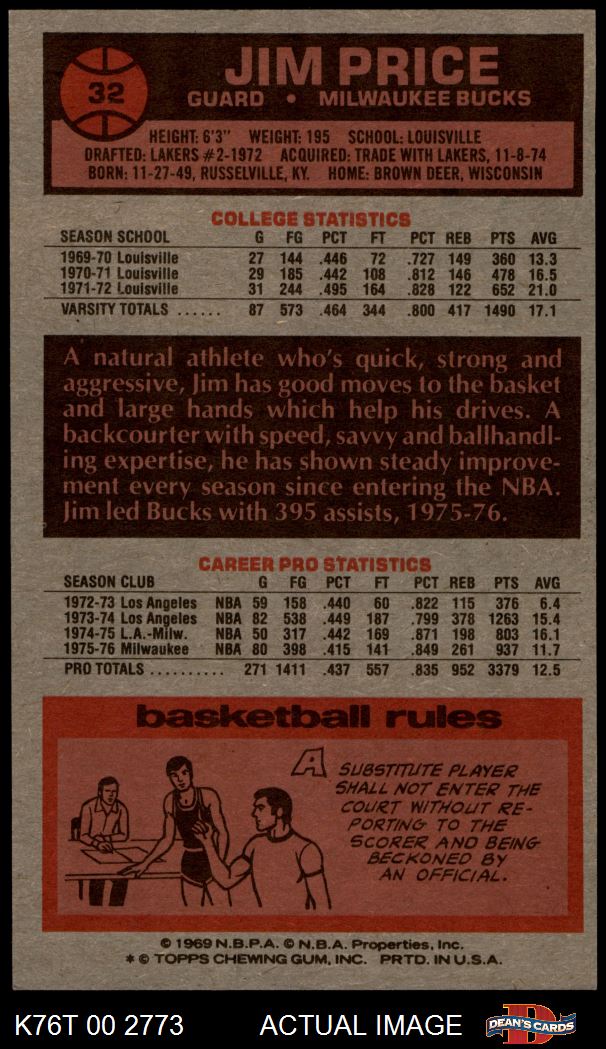 32
JIM PRICE
GUARD • MILWAUKEE BUCKS
HEIGHT: 6'3" WEIGHT: 195 SCHOOL: LOUISVILLE
DRAFTED: LAKERS #2-1972 ACQUIRED: TRADE WITH LAKERS, 11-8-74
BORN: 11-27-49, RUSSELVILLE, KY. HOME: BROWN DEER, WISCONSIN
COLLEGE STATISTICS
SEASON SCHOOL G FG PCT FT PCT REB PTS AVG
1969-70 Louisville 27 144 .446 72 .727 149 360 13.3
1970-71 Louisville 29 185 .442 108 .812 146 478 16.5
1971-72 Louisville 31 244 .495 164 .828 122 652 21.0
VARSITY TOTALS ...... 87 573 .464 344 .800 417 1490 17.1
A natural athlete who's quick, strong and
aggressive, Jim has good moves to the basket
and large hands which help his drives. A
backcourter with speed, savvy and ballhandl-
ing expertise, he has shown steady improve-
ment every season since entering the NBA.
Jim led Bucks with 395 assists, 1975-76.
CAREER PRO STATISTICS
SEASON CLUB G FG PCT FT PCT REB PTS AVG
1972-73 Los Angeles NBA 59 158 .440 60 .822 115 376 6.4
1973-74 Los Angeles NBA 82 538 .449 187 .799 378 1263 15.4
1974-75 L.A.-Milw. NBA 50 317 .442 169 .871 198 803 16.1
1975-76 Milwaukee NBA 80 398 .415 141 .849 261 937 11.7
PRO TOTALS .......... 271 1411 .437 557 .835 952 3379 12.5
basketball rules
A SUBSTITUTE PLAYER
SHALL NOT ENTER THE
COURT WITHOUT RE-
PORTING TO THE
SCORER AND BEING
BECKONED BY
AN OFFICIAL.
© 1969 N.B.P.A. © N.B.A. Properties, Inc.
* © TOPPS CHEWING GUM, INC. PRTD. IN U.S.A.
K76T 00 2773 ACTUAL IMAGE
D
DEAN'S CARDS